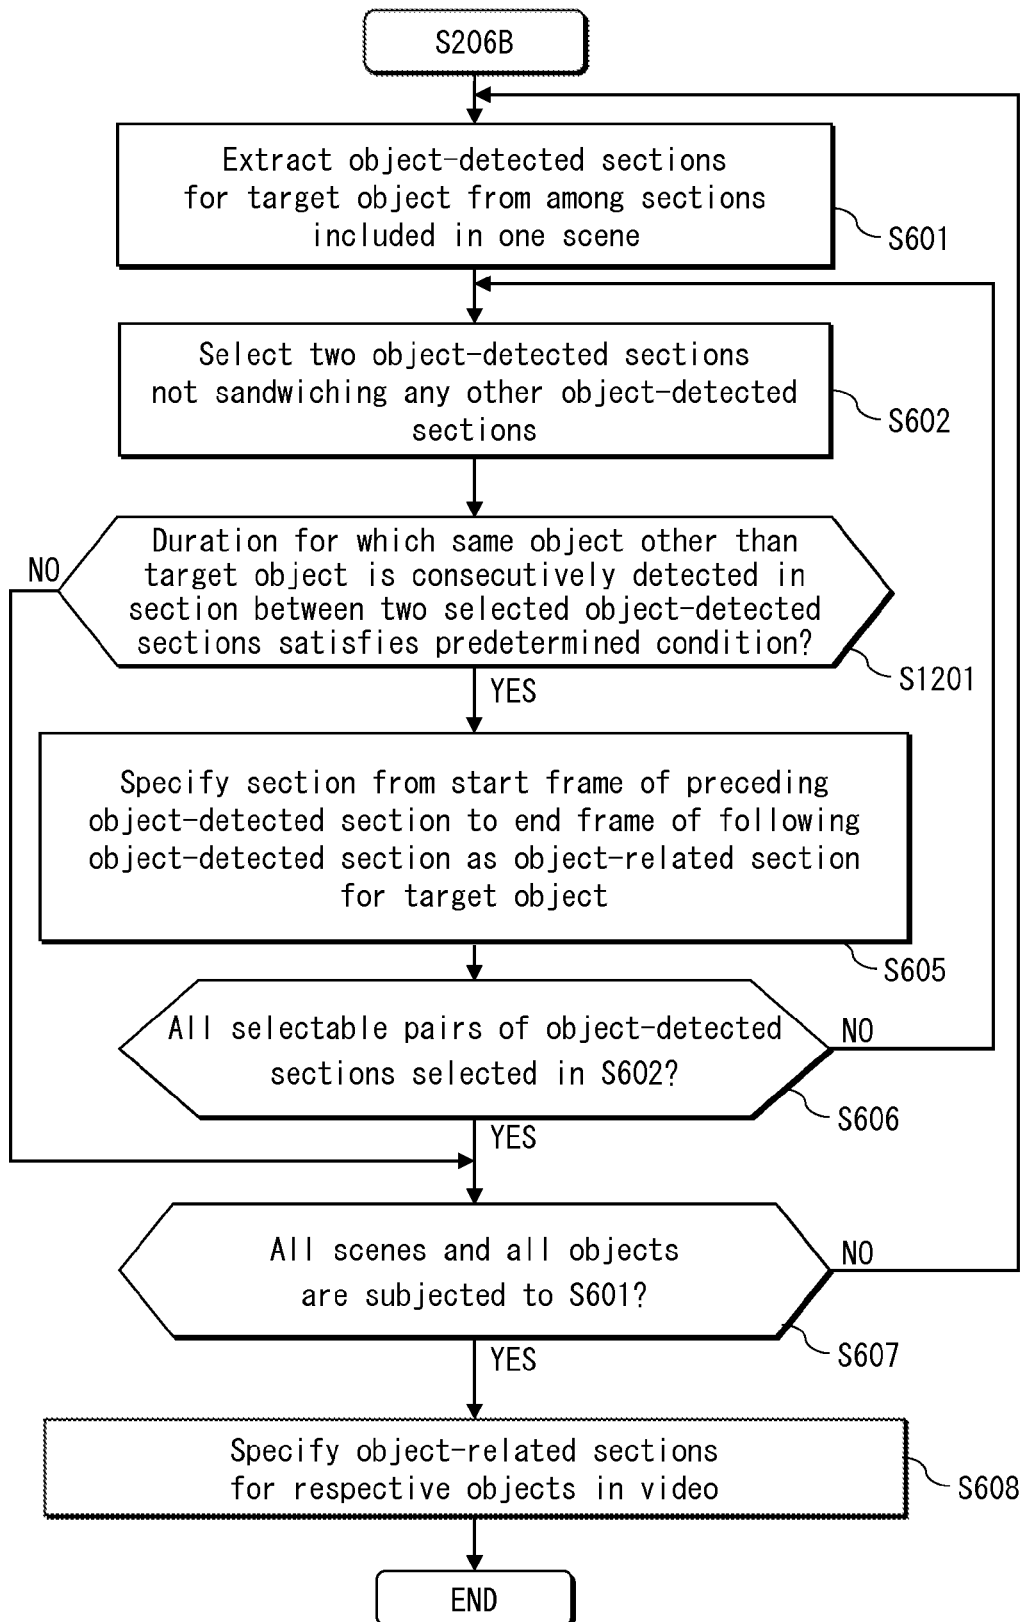 S206B
Extract object-detected sections
for target object from among sections
included in one scene
S601
Select two object-detected sections
not sandwiching any other object-detected
sections
S602
Duration for which same object other than
target object is consecutively detected in
section between two selected object-detected
sections satisfies predetermined condition?
NO
S1201
YES
Specify section from start frame of preceding
object-detected section to end frame of following
object-detected section as object-related section
for target object
S605
All selectable pairs of object-detected
sections selected in S602?
NO
S606
YES
All scenes and all objects
are subjected to S601?
NO
S607
YES
Specify object-related sections
for respective objects in video
S608
END